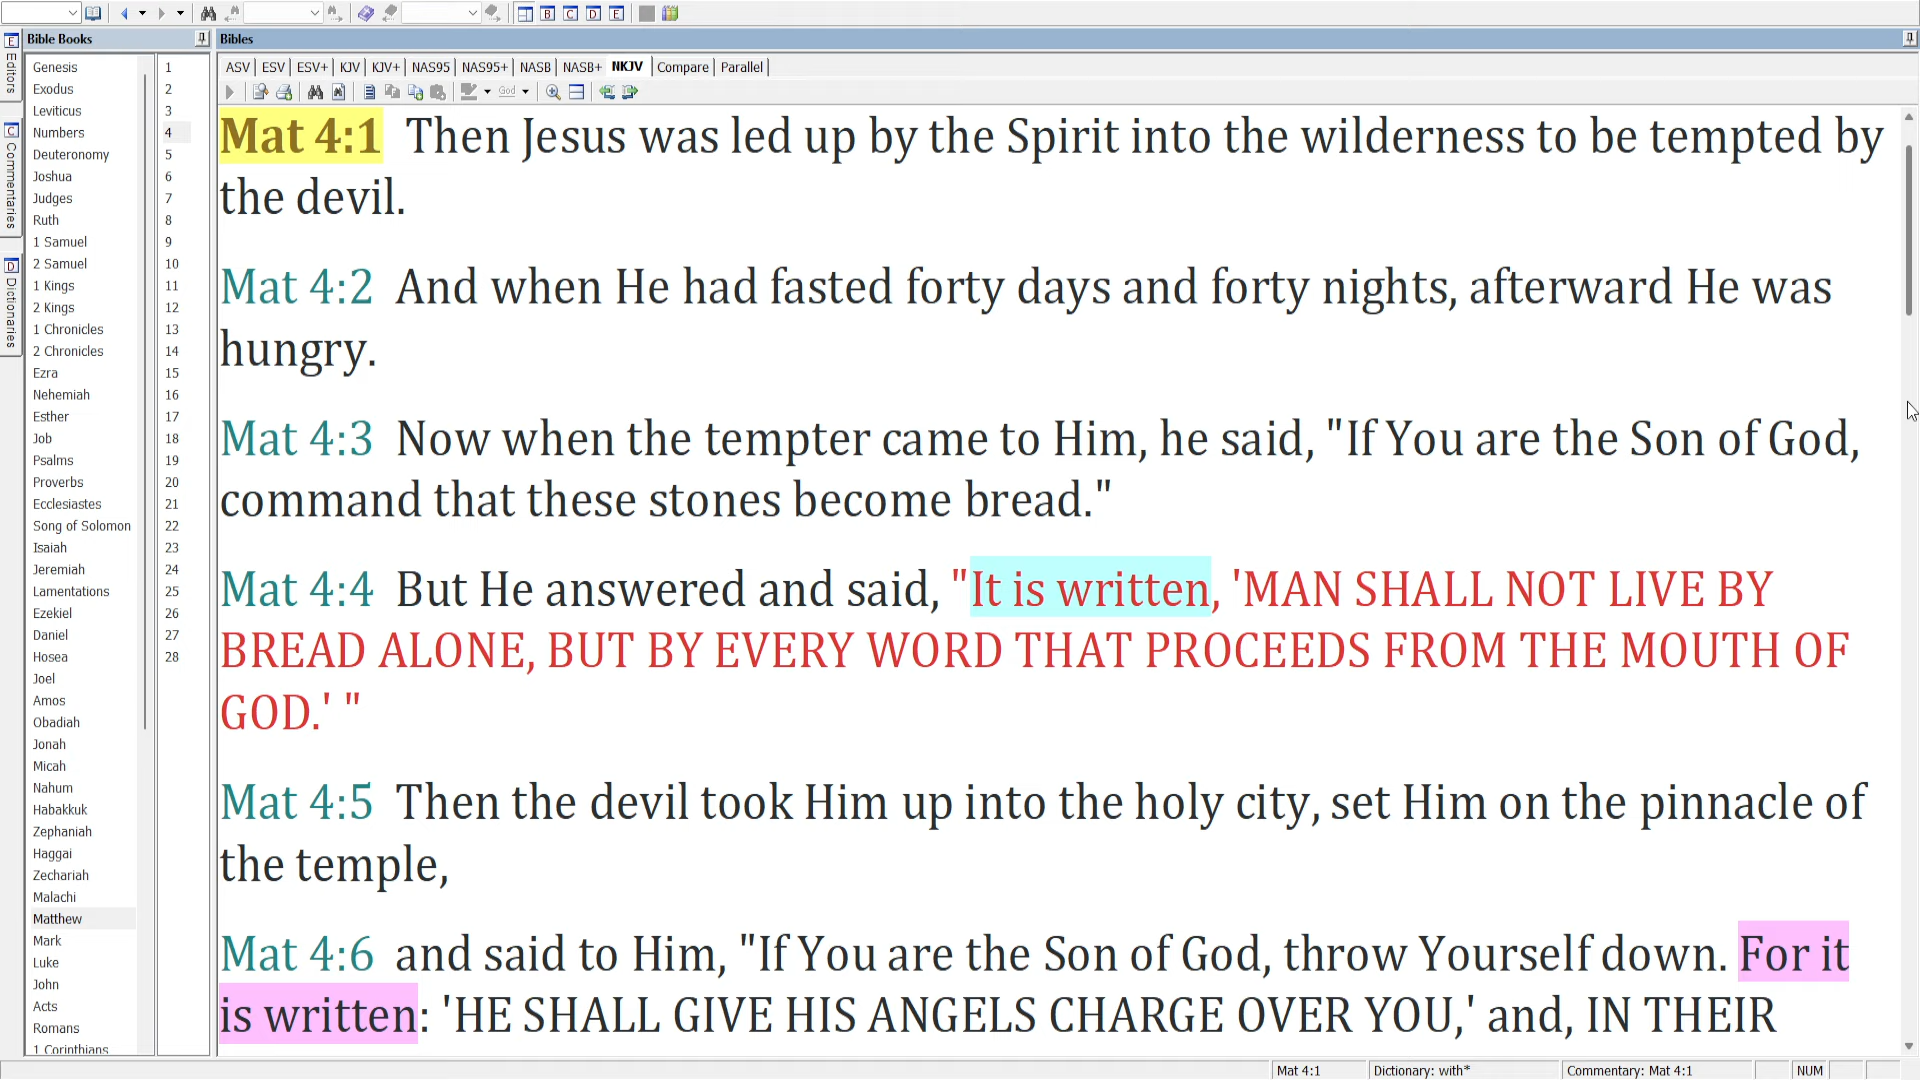 B C D E
Bible Books
Bibles
E Editors
C Commentaries
D Dictionaries
ASV ESV ESV+ KJV KJV+ NAS95 NAS95+ NASB NASB+ NKJV Compare Parallel
God
Genesis
Exodus
Leviticus
Numbers
Deuteronomy
Joshua
Judges
Ruth
1 Samuel
2 Samuel
1 Kings
2 Kings
1 Chronicles
2 Chronicles
Ezra
Nehemiah
Esther
Job
Psalms
Proverbs
Ecclesiastes
Song of Solomon
Isaiah
Jeremiah
Lamentations
Ezekiel
Daniel
Hosea
Joel
Amos
Obadiah
Jonah
Micah
Nahum
Habakkuk
Zephaniah
Haggai
Zechariah
Malachi
Matthew
Mark
Luke
John
Acts
Romans
1 Corinthians
1
2
3
4
5
6
7
8
9
10
11
12
13
14
15
16
17
18
19
20
21
22
23
24
25
26
27
28
Mat 4:1 Then Jesus was led up by the Spirit into the wilderness to be tempted by
the devil.
Mat 4:2 And when He had fasted forty days and forty nights, afterward He was
hungry.
Mat 4:3 Now when the tempter came to Him, he said, "If You are the Son of God,
command that these stones become bread."
Mat 4:4 But He answered and said, "It is written, 'MAN SHALL NOT LIVE BY
BREAD ALONE, BUT BY EVERY WORD THAT PROCEEDS FROM THE MOUTH OF
GOD.' "
Mat 4:5 Then the devil took Him up into the holy city, set Him on the pinnacle of
the temple,
Mat 4:6 and said to Him, "If You are the Son of God, throw Yourself down. For it
is written: 'HE SHALL GIVE HIS ANGELS CHARGE OVER YOU,' and, IN THEIR
Mat 4:1 Dictionary: with* Commentary: Mat 4:1 NUM